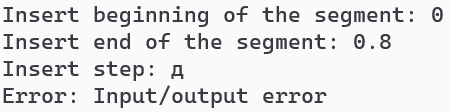 Insert beginning of the segment: 0
Insert end of the segment: 0.8
Insert step: д
Error: Input/output error